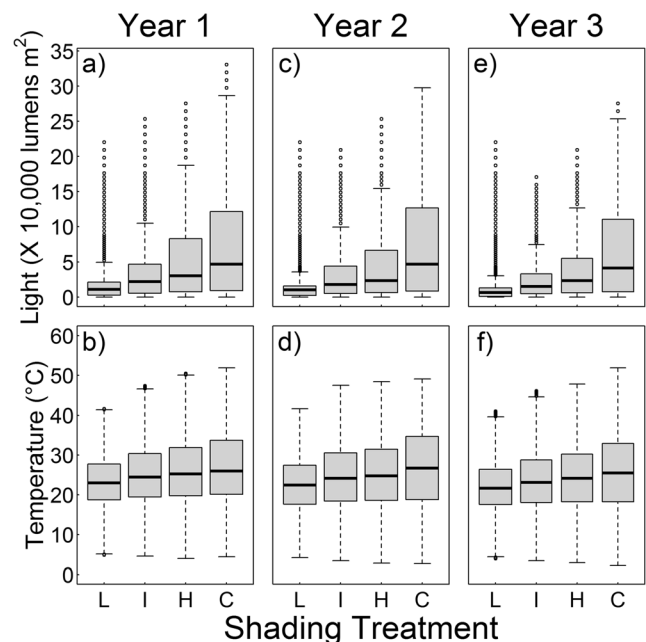 Year 1 Year 2 Year 3
Light (X 10,000 lumens m²)
35
30
25
20
15
10
5
0
a) c) e)
Temperature (°C)
60
50
40
30
20
10
0
b) d) f)
L I H C L I H C L I H C
Shading Treatment